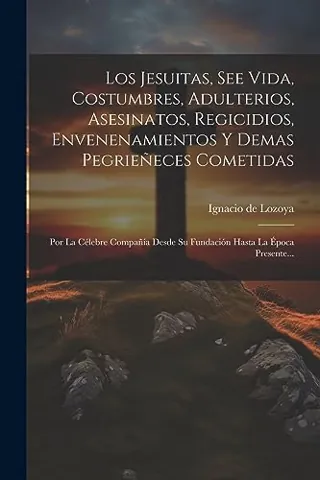 Los Jesuitas, See Vida,
Costumbres, Adulterios,
Asesinatos, Regicidios,
Envenenamientos Y Demas
Pegrieñeces Cometidas
Ignacio de Lozoya
Por La Célebre Compañia Desde Su Fundación Hasta La Época
Presente...